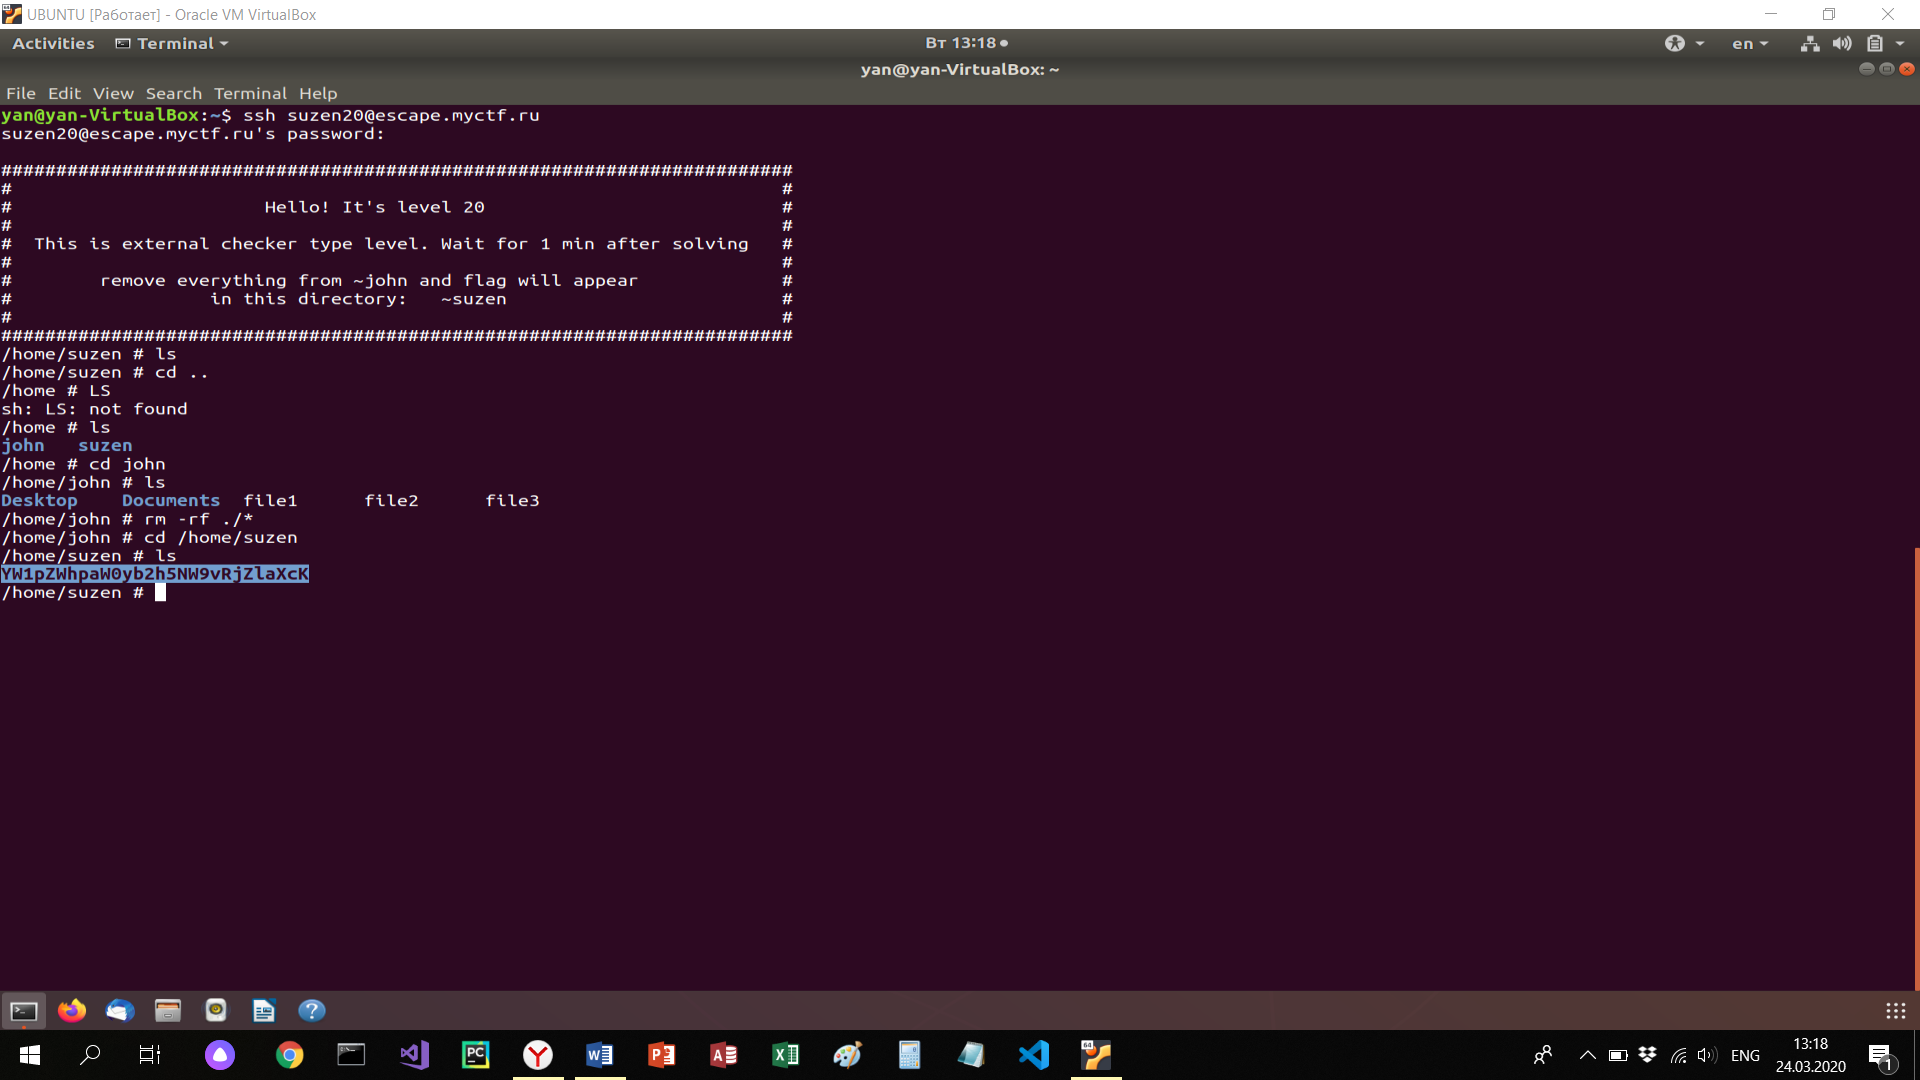 UBUNTU [Работает] - Oracle VM VirtualBox
Activities Terminal Вт 13:18 en
yan@yan-VirtualBox: ~
File Edit View Search Terminal Help
yan@yan-VirtualBox:~$ ssh suzen20@escape.myctf.ru
suzen20@escape.myctf.ru's password:
########################################################################
# #
# Hello! It's level 20 #
# #
# This is external checker type level. Wait for 1 min after solving #
# #
# remove everything from ~john and flag will appear #
# in this directory: ~suzen #
# #
########################################################################
/home/suzen # ls
/home/suzen # cd ..
/home # LS
sh: LS: not found
/home # ls
john suzen
/home # cd john
/home/john # ls
Desktop Documents file1 file2 file3
/home/john # rm -rf ./*
/home/john # cd /home/suzen
/home/suzen # ls
YW1pZWhpaW0yb2h5NW9vRjZlaXcK
/home/suzen #
ENG 13:18
24.03.2020 1